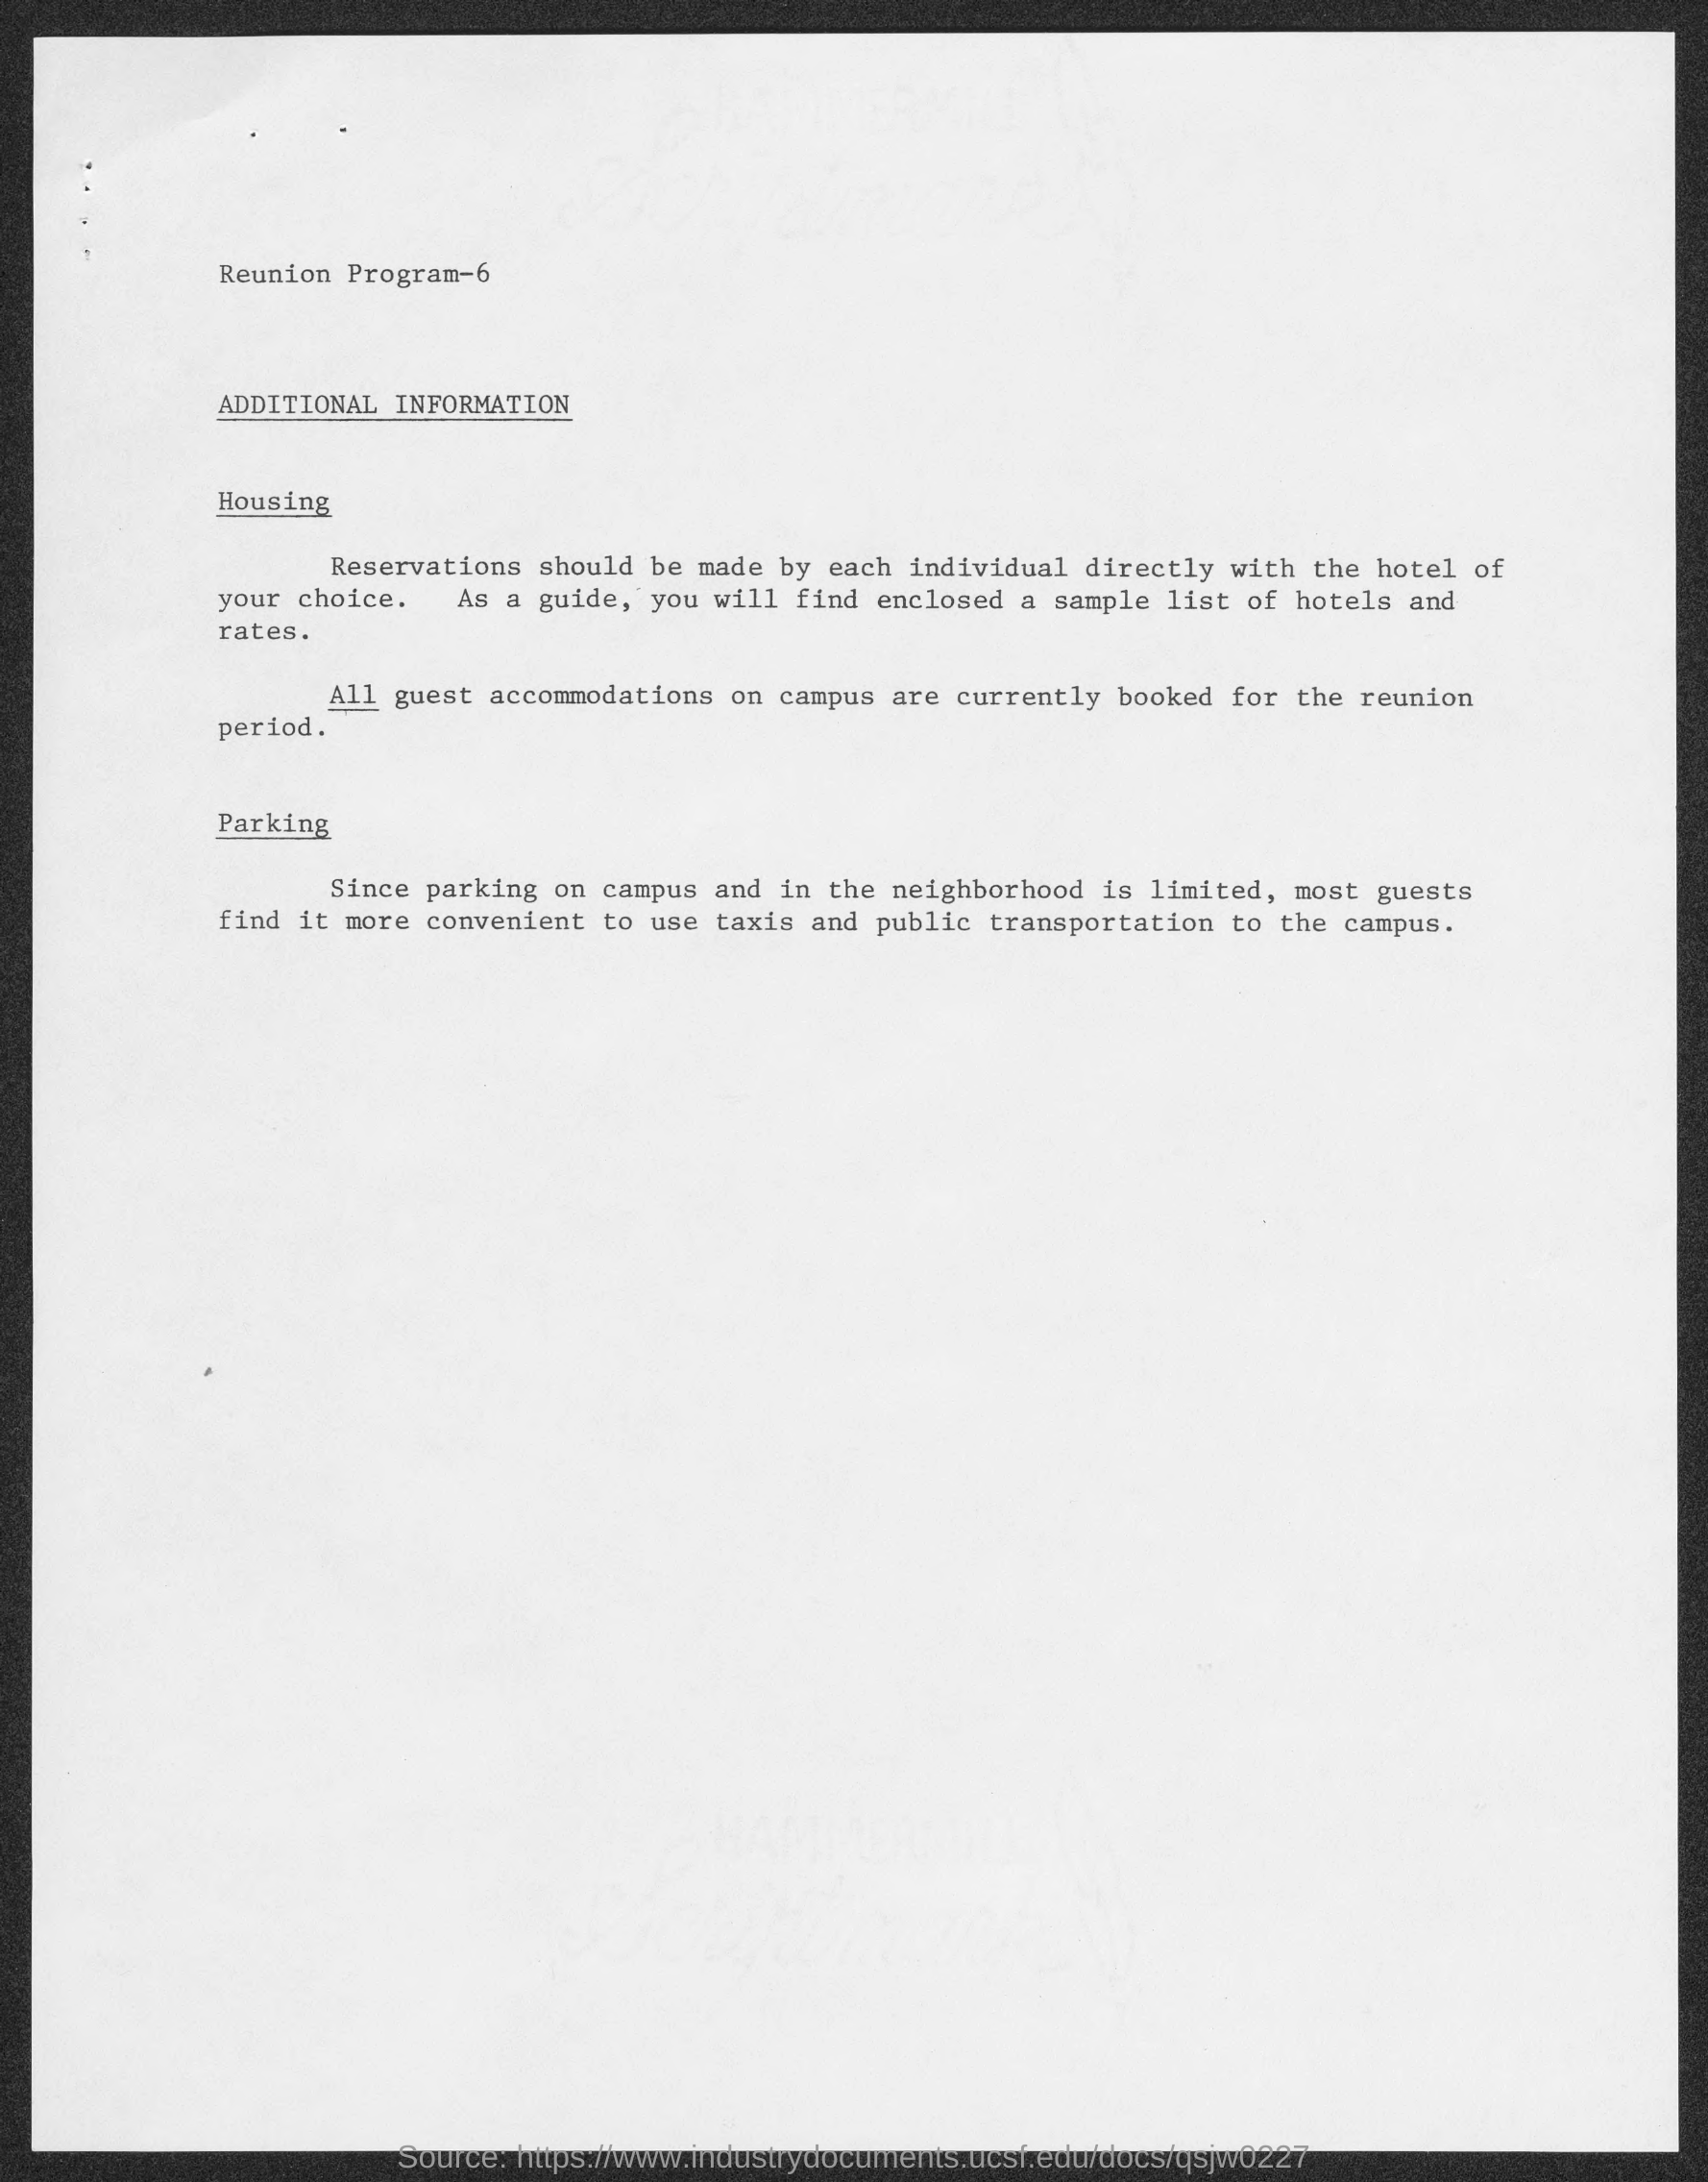 Reunion Program-6
ADDITIONAL INFORMATION
Housing
Reservations should be made by each individual directly with the hotel of
your choice. As a guide, you will find enclosed a sample list of hotels and
rates.
All guest accommodations on campus are currently booked for the reunion
period.
Parking
Since parking on campus and in the neighborhood is limited, most guests
find it more convenient to use taxis and public transportation to the campus.
Source: https://www.industrydocuments.ucsf.edu/docs/qsjw0227